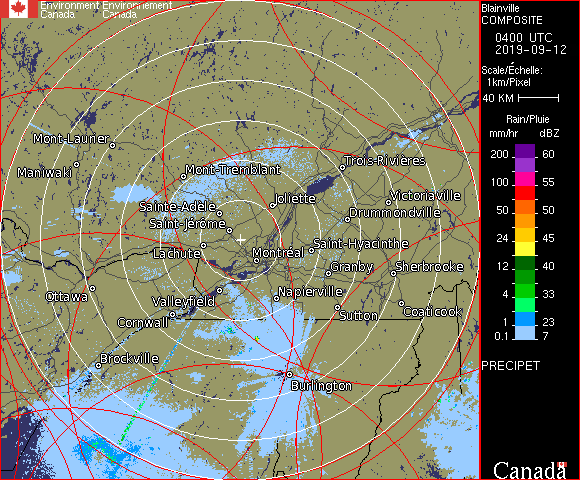 Environment Environnement
Canada Canada
Blainville
COMPOSITE
0400 UTC
2019-09-12
Scale/Échelle:
1km/Pixel
40 KM
Rain/Pluie
mm/hr dBZ
200 60
100 55
50 50
24 45
12 40
4 33
1 23
0.1 7
PRECIPET
Canada
Mont-Laurier
Maniwaki
Mont-Tremblant
Trois-Rivières
Sainte-Adèle
Joliette
Victoriaville
Drummondville
Saint-Jérôme
Lachute
Montréal
Saint-Hyacinthe
Granby
Sherbrooke
Ottawa
Valleyfield
Napierville
Coaticook
Cornwall
Sutton
Brockville
Burlington